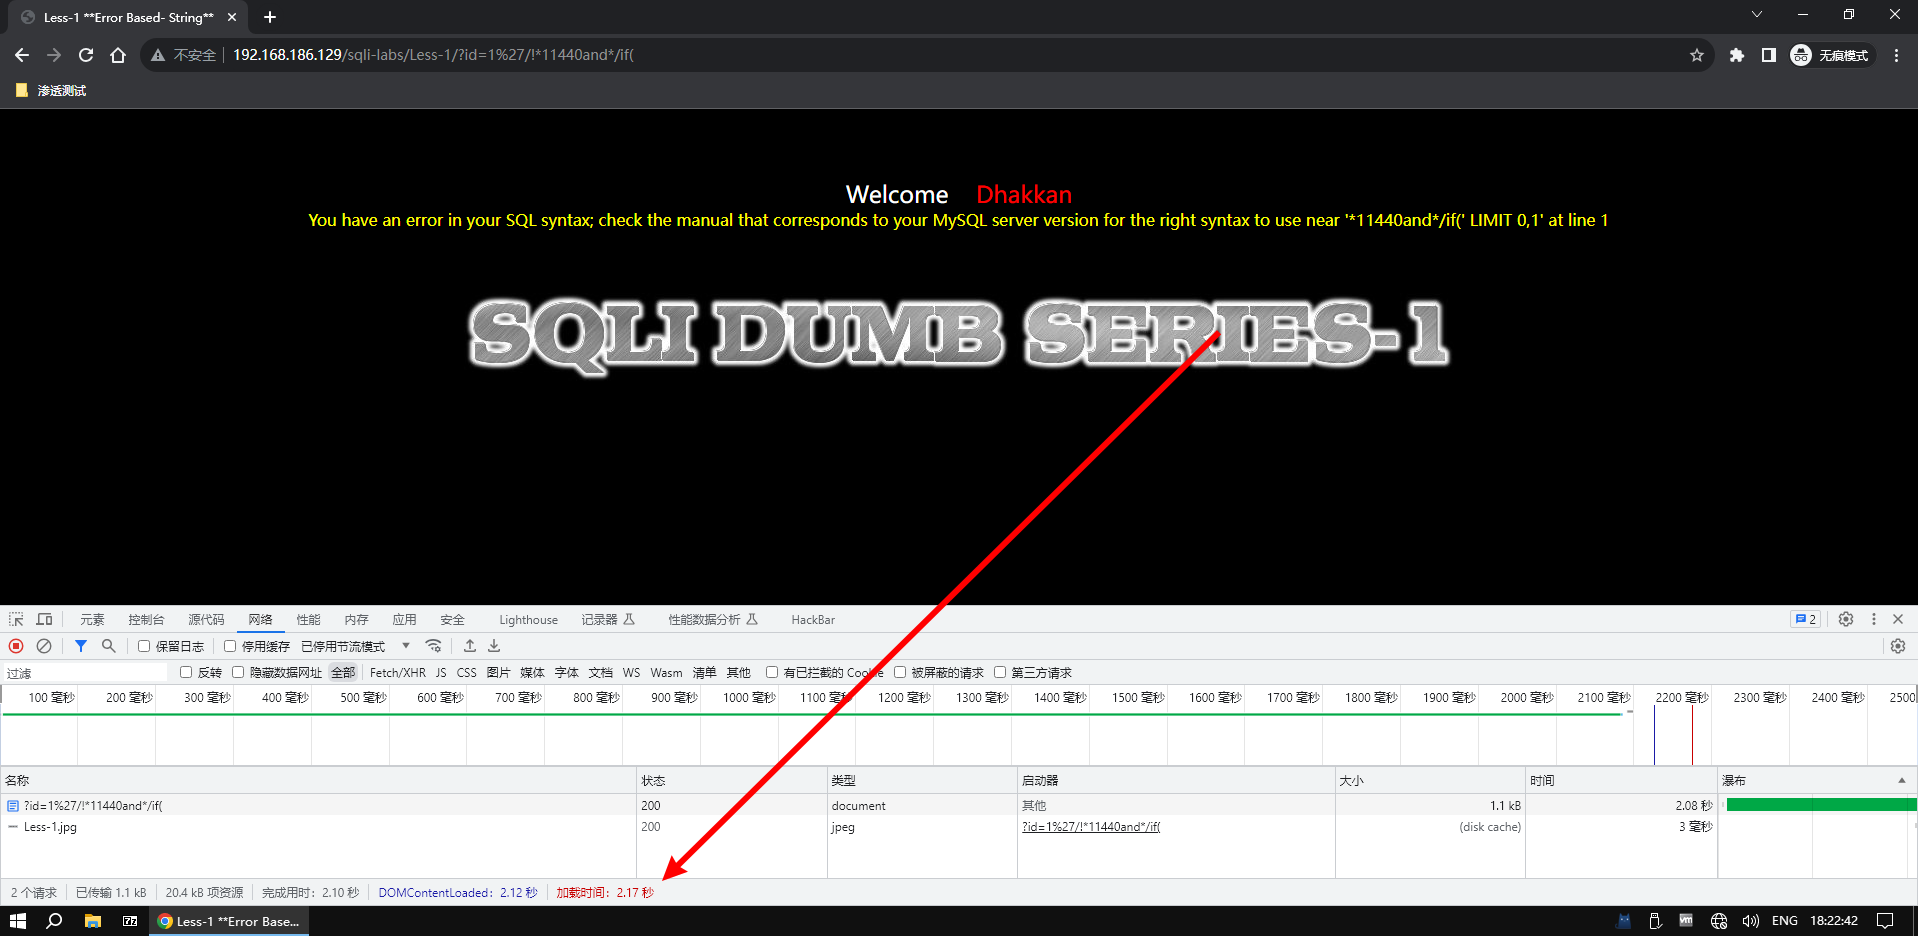 Less-1 **Error Based- String**
不安全 192.168.186.129/sqli-labs/Less-1/?id=1%27/!*11440and*/if(
无痕模式
渗透测试
Welcome Dhakkan
You have an error in your SQL syntax; check the manual that corresponds to your MySQL server version for the right syntax to use near '*11440and*/if(' LIMIT 0,1' at line 1
SQLI DUMB SERIES-1
元素 控制台 源代码 网络 性能 内存 应用 安全 Lighthouse 记录器 性能数据分析 HackBar 2
保留日志 停用缓存 已停用节流模式
过滤 反转 隐藏数据网址 全部 Fetch/XHR JS CSS 图片 媒体 字体 文档 WS Wasm 清单 其他 有已拦截的 Cookie 被屏蔽的请求 第三方请求
100 毫秒 200 毫秒 300 毫秒 400 毫秒 500 毫秒 600 毫秒 700 毫秒 800 毫秒 900 毫秒 1000 毫秒 1100 毫秒 1200 毫秒 1300 毫秒 1400 毫秒 1500 毫秒 1600 毫秒 1700 毫秒 1800 毫秒 1900 毫秒 2000 毫秒 2100 毫秒 2200 毫秒 2300 毫秒 2400 毫秒 2500
名称 状态 类型 启动器 大小 时间 瀑布
?id=1%27/!*11440and*/if( 200 document 其他 1.1 kB 2.08 秒
Less-1.jpg 200 jpeg ?id=1%27/!*11440and*/if( (disk cache) 3 毫秒
2 个请求 已传输 1.1 kB 20.4 kB 项资源 完成用时：2.10 秒 DOMContentLoaded：2.12 秒 加载时间：2.17 秒
Less-1 **Error Base... ENG 18:22:42